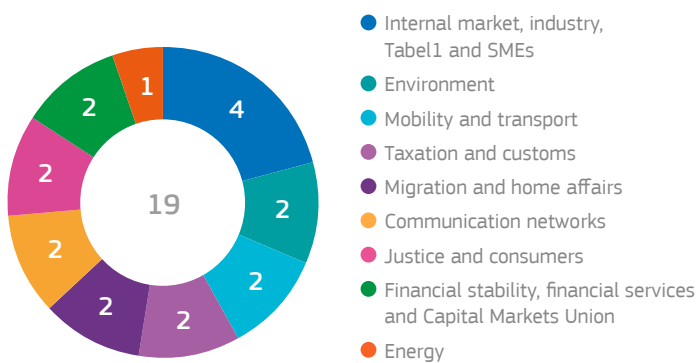 4
2
2
2
2
2
2
2
1
19
Internal market, industry,
Tabel1 and SMEs
Environment
Mobility and transport
Taxation and customs
Migration and home affairs
Communication networks
Justice and consumers
Financial stability, financial services
and Capital Markets Union
Energy